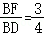 BF/BD = 3/4